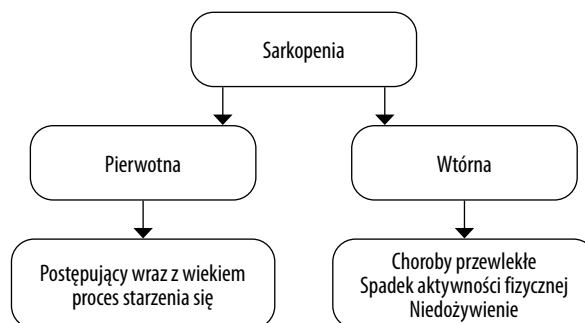 Sarkopenia
Pierwotna
Wtórna
Postępujący wraz z wiekiem
proces starzenia się
Choroby przewlekłe
Spadek aktywności fizycznej
Niedożywienie